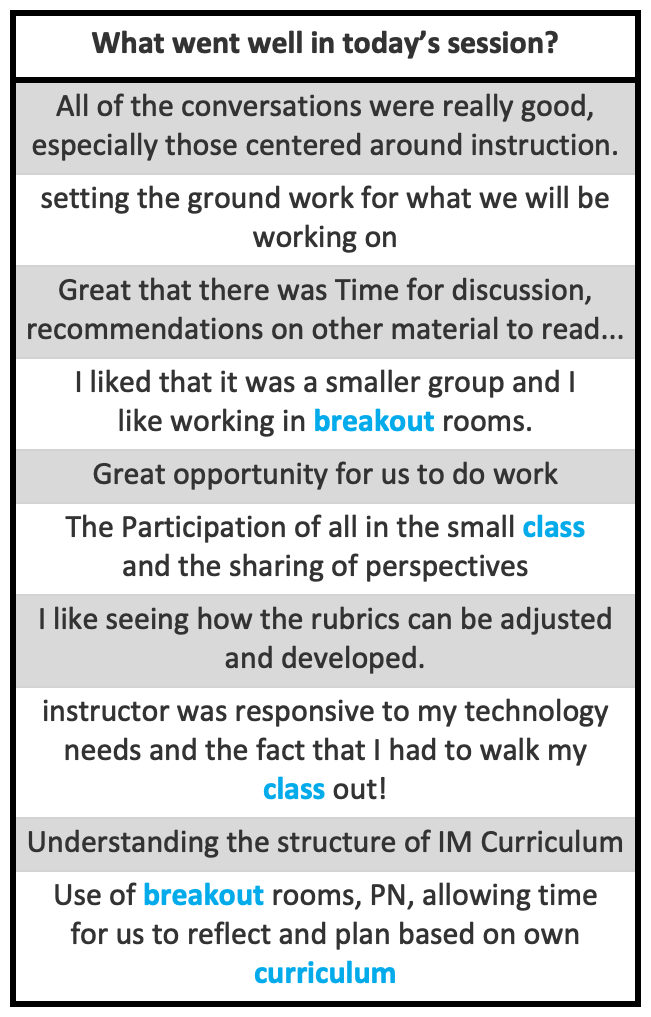 What went well in today’s session?
All of the conversations were really good,
especially those centered around instruction.
setting the ground work for what we will be
working on
Great that there was Time for discussion,
recommendations on other material to read...
I liked that it was a smaller group and I
like working in breakout rooms.
Great opportunity for us to do work
The Participation of all in the small class
and the sharing of perspectives
I like seeing how the rubrics can be adjusted
and developed.
instructor was responsive to my technology
needs and the fact that I had to walk my
class out!
Understanding the structure of IM Curriculum
Use of breakout rooms, PN, allowing time
for us to reflect and plan based on own
curriculum